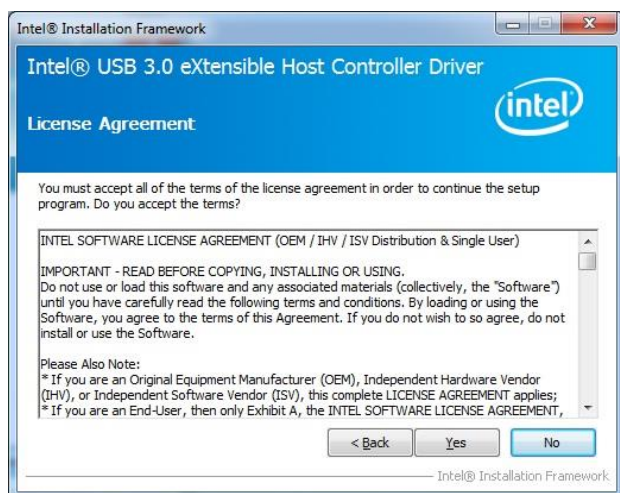 Intel® Installation Framework
Intel® USB 3.0 eXtensible Host Controller Driver
intel
License Agreement
You must accept all of the terms of the license agreement in order to continue the setup
program. Do you accept the terms?
INTEL SOFTWARE LICENSE AGREEMENT (OEM / IHV / ISV Distribution & Single User)
IMPORTANT - READ BEFORE COPYING, INSTALLING OR USING.
Do not use or load this software and any associated materials (collectively, the "Software")
until you have carefully read the following terms and conditions. By loading or using the
Software, you agree to the terms of this Agreement. If you do not wish to so agree, do not
install or use the Software.
Please Also Note:
* If you are an Original Equipment Manufacturer (OEM), Independent Hardware Vendor
(IHV), or Independent Software Vendor (ISV), this complete LICENSE AGREEMENT applies;
* If you are an End-User, then only Exhibit A, the INTEL SOFTWARE LICENSE AGREEMENT,
< Back Yes No
Intel® Installation Framework